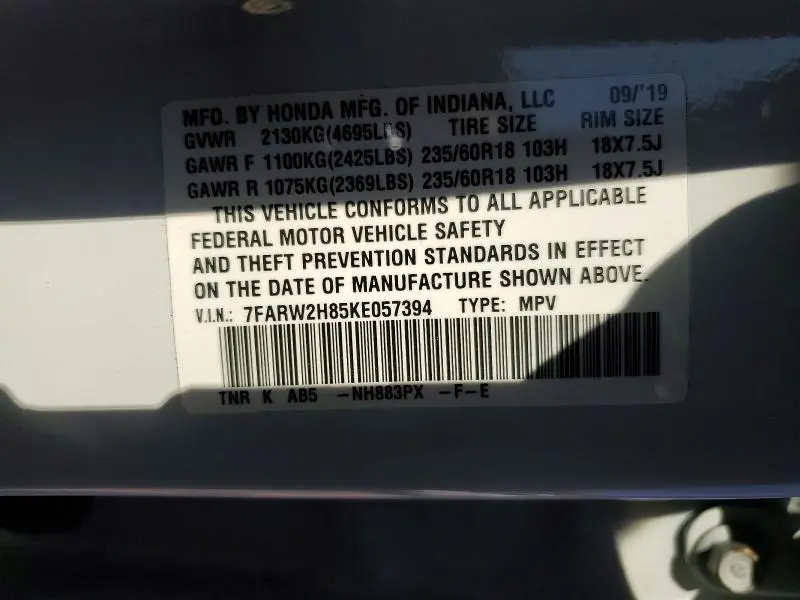 MFD. BY HONDA MFG. OF INDIANA, LLC 09/'19
GVWR 2130KG(4695LBS) TIRE SIZE RIM SIZE
GAWR F 1100KG(2425LBS) 235/60R18 103H 18X7.5J
GAWR R 1075KG(2369LBS) 235/60R18 103H 18X7.5J
THIS VEHICLE CONFORMS TO ALL APPLICABLE
FEDERAL MOTOR VEHICLE SAFETY
AND THEFT PREVENTION STANDARDS IN EFFECT
ON THE DATE OF MANUFACTURE SHOWN ABOVE.
V.I.N.: 7FARW2H85KE057394 TYPE: MPV
TNR K AB5 -NH883PX -F-E